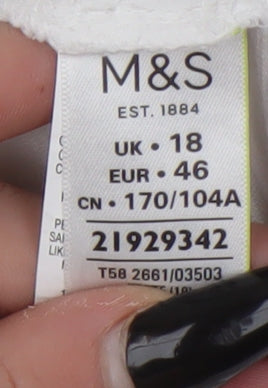 M&S
EST. 1884
UK • 18
EUR • 46
CN • 170/104A
21929342
T58 2661/03503